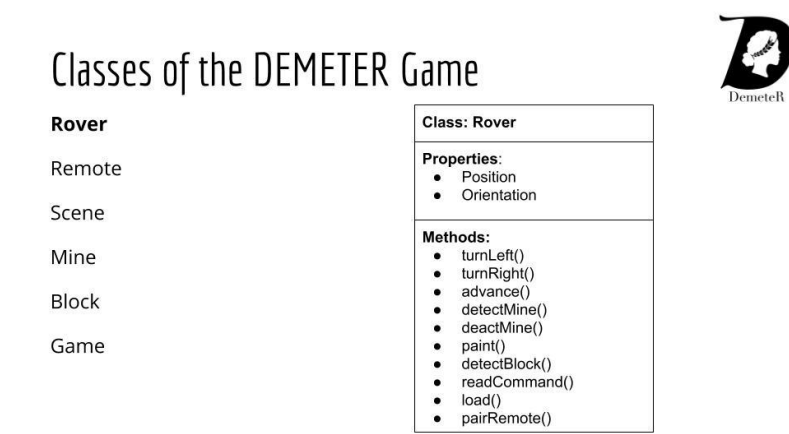 Classes of the DEMETER Game
DemeteR
Rover
Remote
Scene
Mine
Block
Game
Class: Rover
Properties:
● Position
● Orientation
Methods:
● turnLeft()
● turnRight()
● advance()
● detectMine()
● deactMine()
● paint()
● detectBlock()
● readCommand()
● load()
● pairRemote()